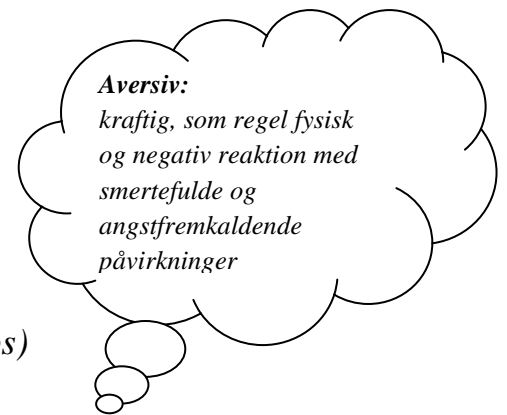 Aversiv:
kraftig, som regel fysisk
og negativ reaktion med
smertefulde og
angstfremkaldende
påvirkninger
s)